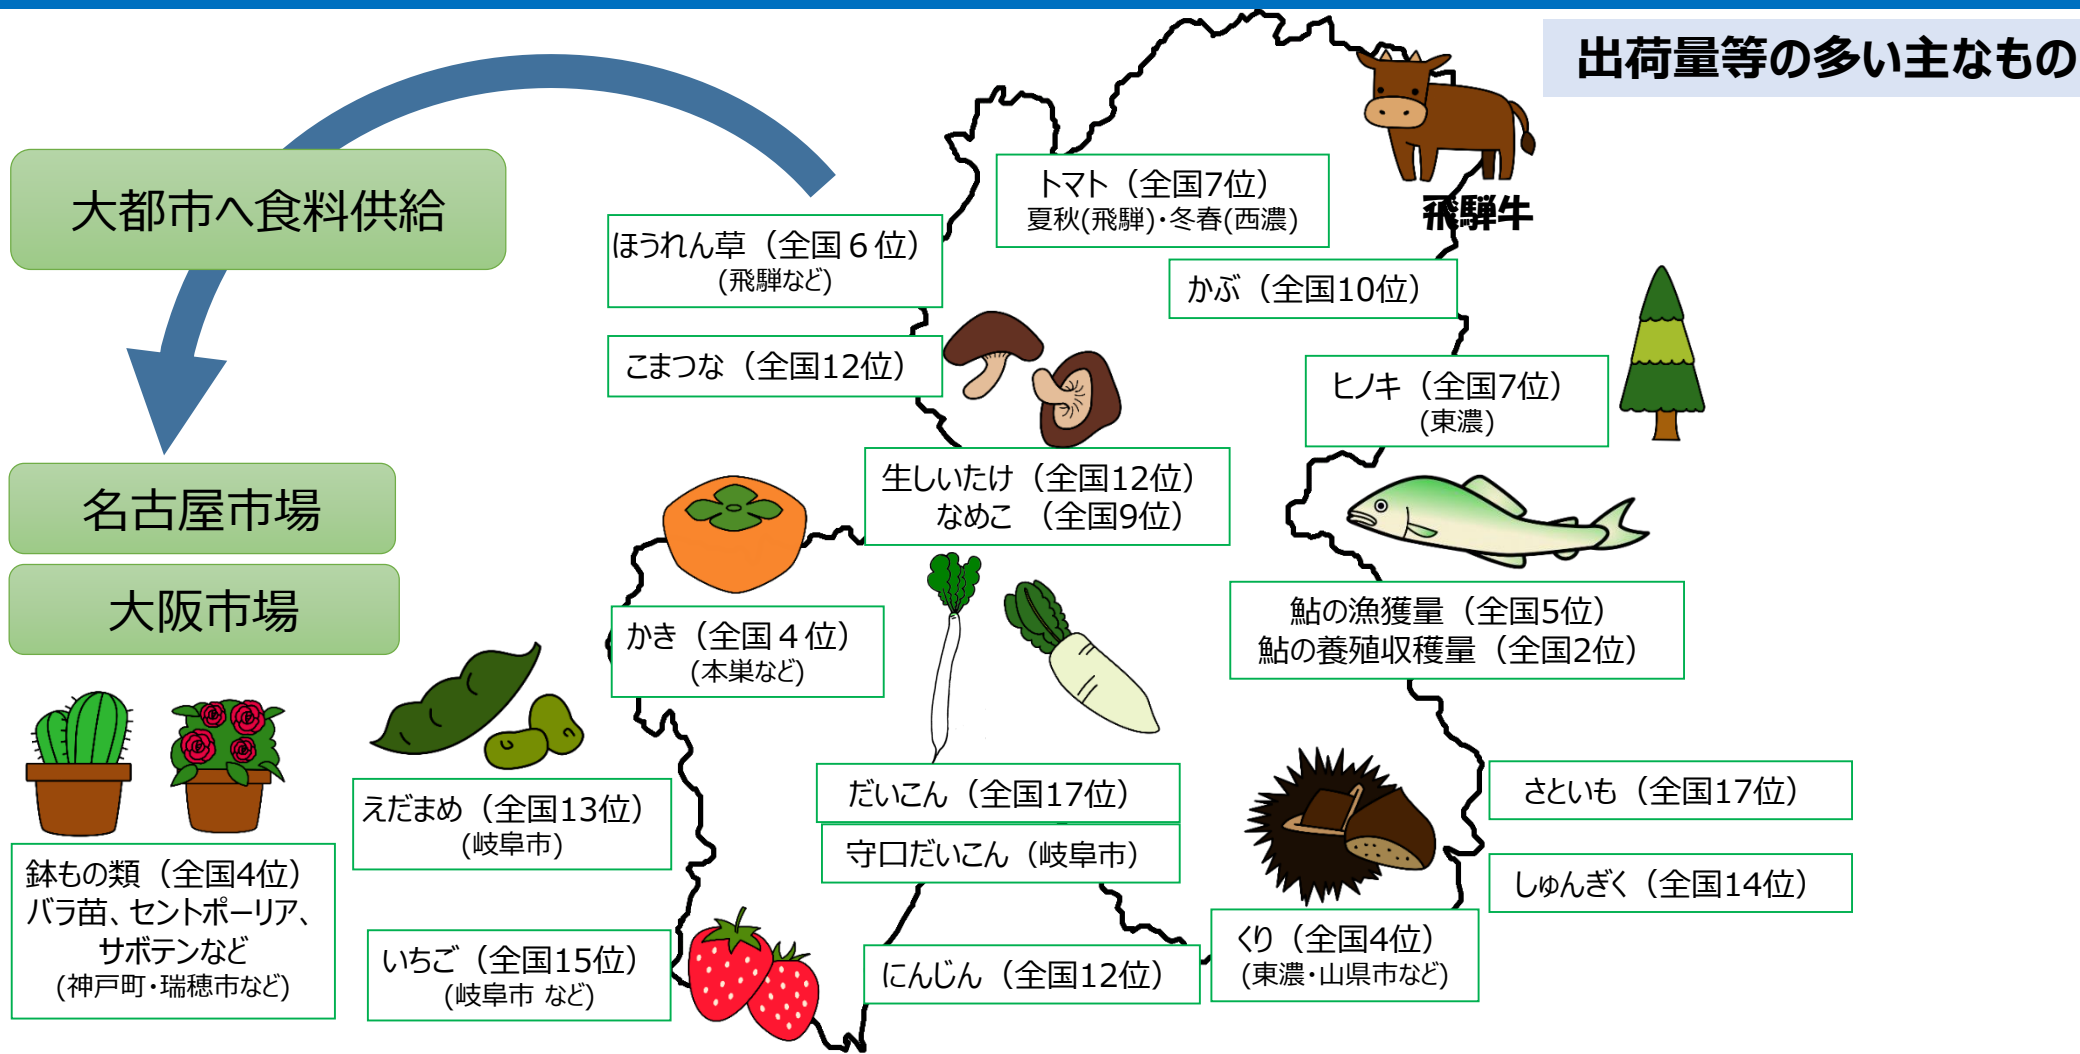 出荷量等の多い主なもの
大都市へ食料供給
名古屋市場
大阪市場
トマト（全国7位）
夏秋(飛騨)・冬春(西濃)
飛騨牛
ほうれん草（全国６位）
(飛騨など)
かぶ（全国10位）
こまつな（全国12位）
ヒノキ（全国7位）
(東濃)
生しいたけ（全国12位）
なめこ （全国9位）
かき（全国４位）
(本巣など)
鮎の漁獲量（全国5位）
鮎の養殖収穫量（全国2位）
えだまめ（全国13位）
(岐阜市)
だいこん（全国17位）
守口だいこん（岐阜市）
さといも（全国17位）
しゅんぎく（全国14位）
鉢もの類（全国4位）
バラ苗、セントポーリア、
サボテンなど
(神戸町・瑞穂市など)
いちご（全国15位）
(岐阜市 など)
にんじん（全国12位）
くり（全国4位）
(東濃・山県市など)